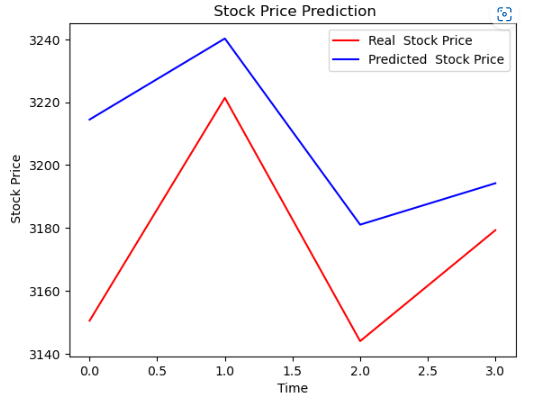 Stock Price Prediction
Real  Stock Price
Predicted  Stock Price
3240
3220
3200
3180
3160
3140
Stock Price
0.0 0.5 1.0 1.5 2.0 2.5 3.0
Time